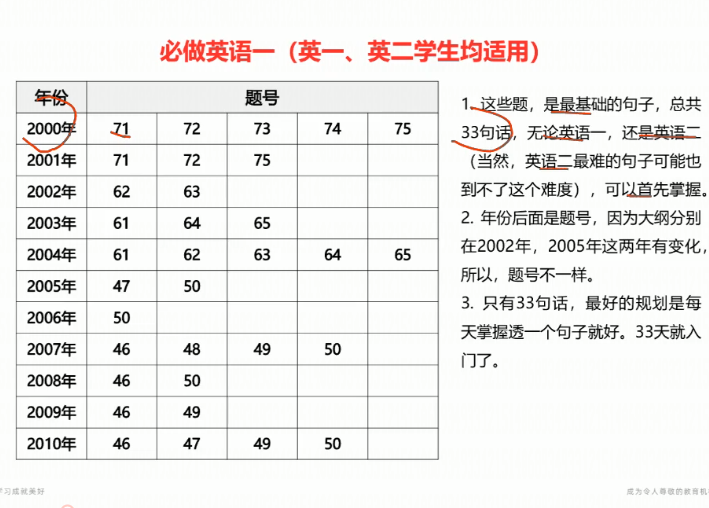 必做英语一（英一、英二学生均适用）
年份 题号
2000年 71 72 73 74 75
2001年 71 72 75
2002年 62 63
2003年 61 64 65
2004年 61 62 63 64 65
2005年 47 50
2006年 50
2007年 46 48 49 50
2008年 46 50
2009年 46 49
2010年 46 47 49 50
1. 这些题，是最基础的句子，总共
33句话，无论英语一，还是英语二
（当然，英语二最难的句子可能也
到不了这个难度），可以首先掌握。
2. 年份后面是题号，因为大纲分别
在2002年，2005年这两年有变化，
所以，题号不一样。
3. 只有33句话，最好的规划是每
天掌握透一个句子就好。33天就入
门了。
学习成就美好
成为令人尊敬的教育机